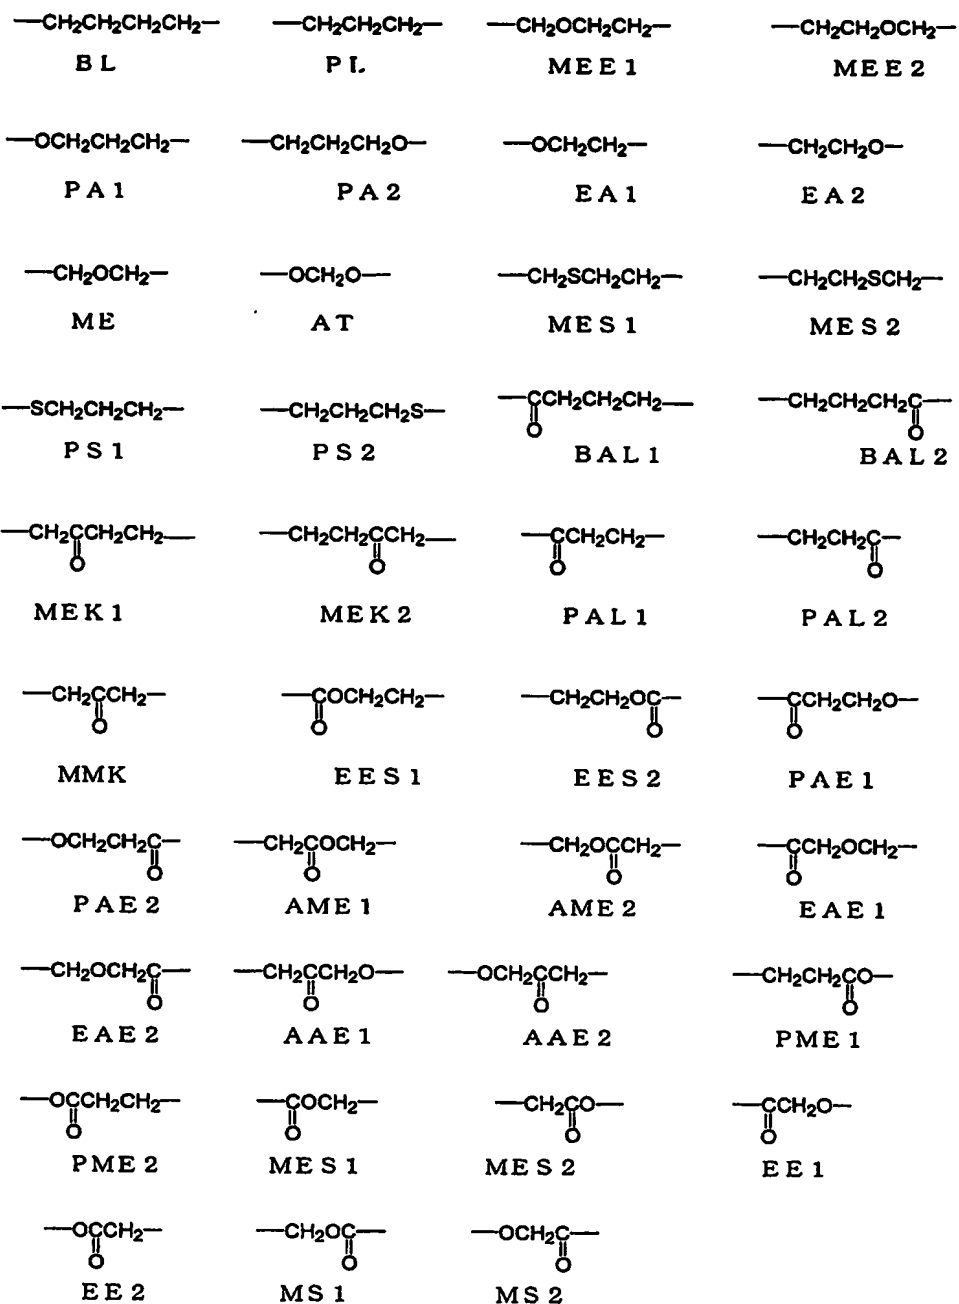 —CH₂CH₂CH₂CH₂— —CH₂CH₂CH₂— —CH₂OCH₂CH₂— —CH₂CH₂OCH₂—
BL PL MEE1 MEE2
—OCH₂CH₂CH₂— —CH₂CH₂CH₂O— —OCH₂CH₂— —CH₂CH₂O—
PA1 PA2 EA1 EA2
—CH₂OCH₂— —OCH₂O— —CH₂SCH₂CH₂— —CH₂CH₂SCH₂—
ME AT MES1 MES2
—SCH₂CH₂CH₂— —CH₂CH₂CH₂S— —CCH₂CH₂CH₂— —CH₂CH₂CH₂C—
O O
PS1 PS2 BAL1 BAL2
—CH₂CCH₂CH₂— —CH₂CH₂CCH₂— —CCH₂CH₂— —CH₂CH₂C—
O O O O
MEK1 MEK2 PAL1 PAL2
—CH₂CCH₂— —COCH₂CH₂— —CH₂CH₂OC— —CCH₂CH₂O—
O O O O
MMK EES1 EES2 PAE1
—OCH₂CH₂C— —CH₂COCH₂— —CH₂OCCH₂— —CCH₂OCH₂—
O O O O
PAE2 AME1 AME2 EAE1
—CH₂OCH₂C— —CH₂CCH₂O— —OCH₂CCH₂— —CH₂CH₂CO—
O O O O
EAE2 AAE1 AAE2 PME1
—OCCH₂CH₂— —COCH₂— —CH₂CO— —CCH₂O—
O O O O
PME2 MES1 MES2 EE1
—OCCH₂— —CH₂OC— —OCH₂C—
O O O
EE2 MS1 MS2